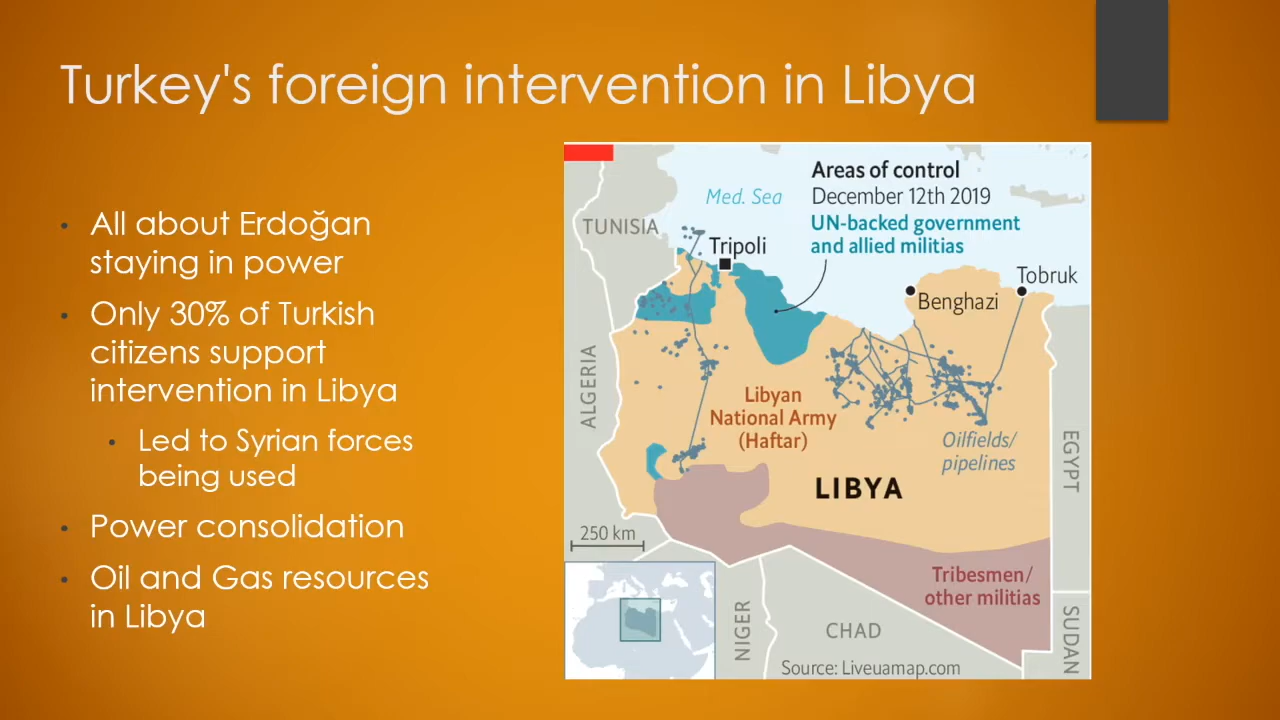 Turkey's foreign intervention in Libya
• All about Erdoğan
staying in power
• Only 30% of Turkish
citizens support
intervention in Libya
• Led to Syrian forces
being used
• Power consolidation
• Oil and Gas resources
in Libya
Areas of control
December 12th 2019
UN-backed government
and allied militias
Med. Sea
TUNISIA
Tripoli
Benghazi
Tobruk
ALGERIA
Libyan
National Army
(Haftar)
Oilfields/
pipelines
EGYPT
LIBYA
250 km
Tribesmen/
other militias
NIGER
CHAD
SUDAN
Source: Liveuamap.com